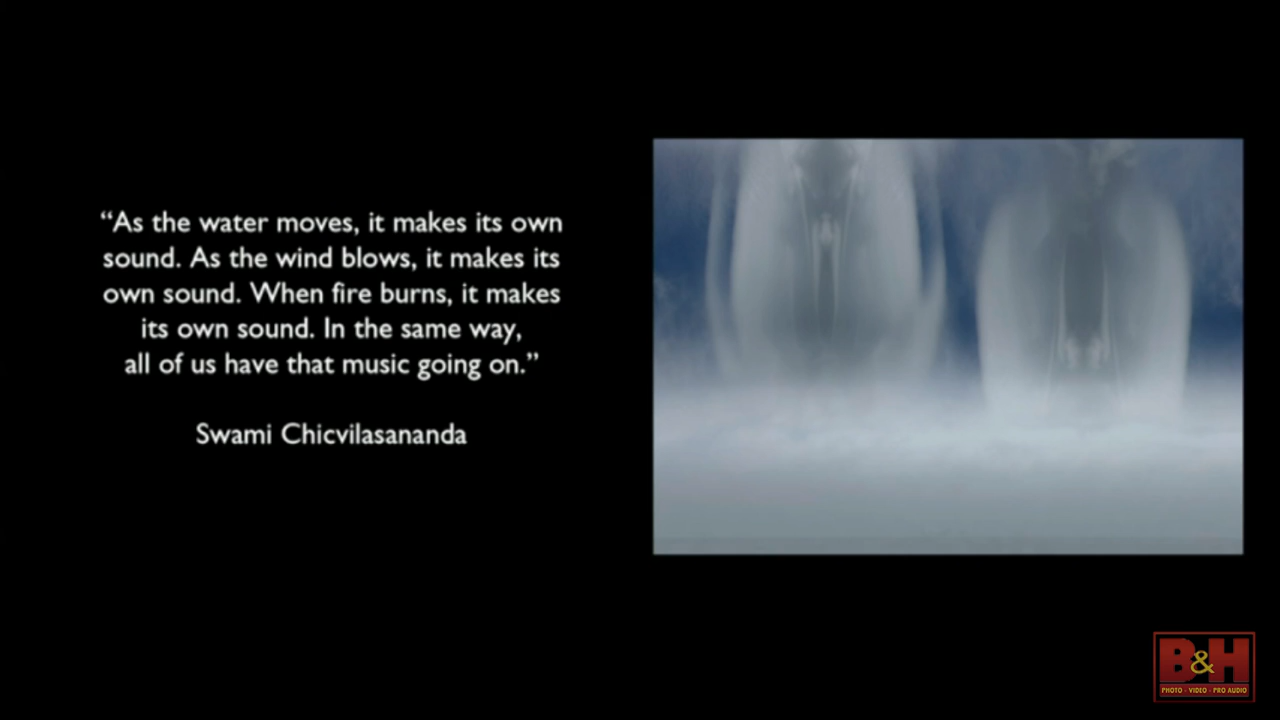 “As the water moves, it makes its own
sound. As the wind blows, it makes its
own sound. When fire burns, it makes
its own sound. In the same way,
all of us have that music going on.”
Swami Chicvilasananda
B&H
PHOTO - VIDEO - PRO AUDIO